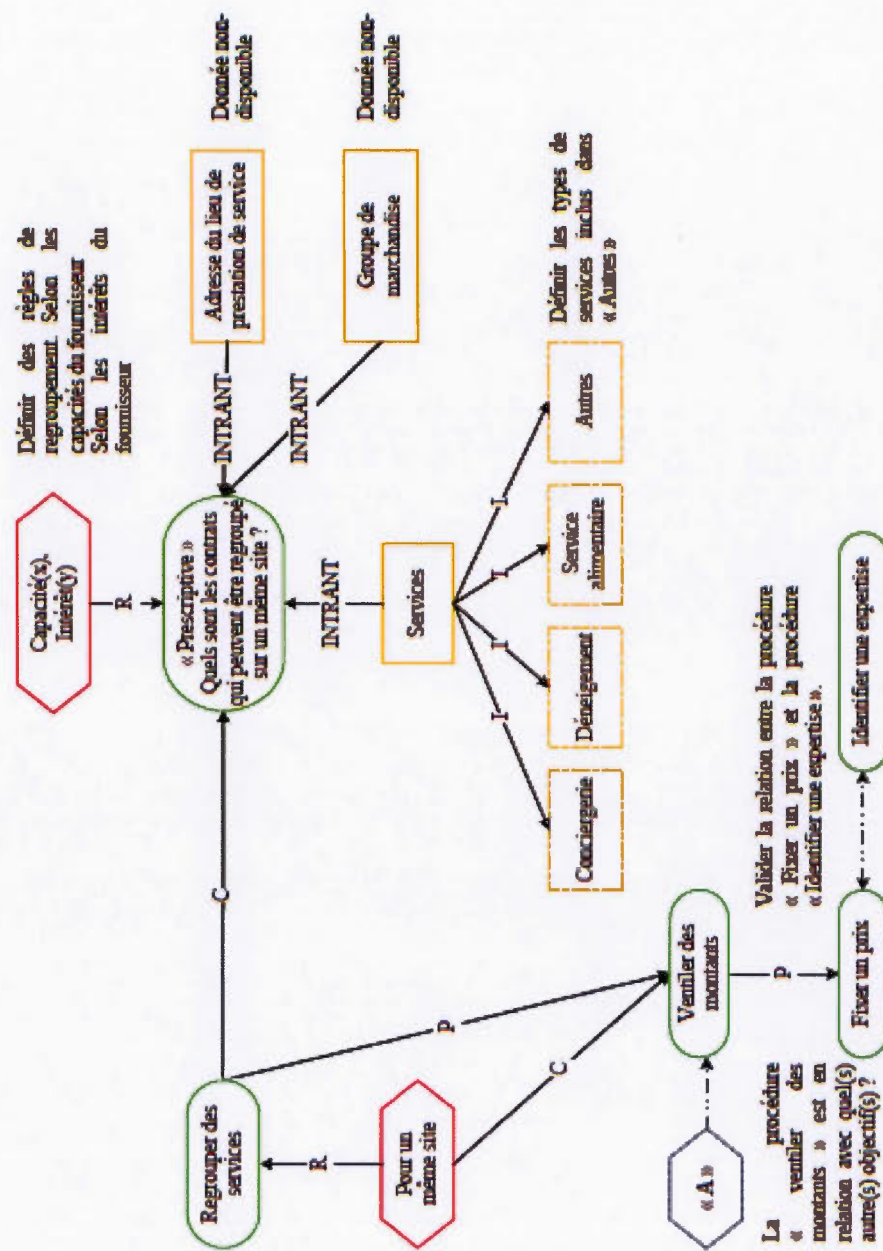 Regrouper des
services
R
Pour un
même site
C
P
C
« A »
La procédure
« ventiler des
montants » est en
relation avec quel(s)
autre(s) objectif(s) ?
Ventiler des
montants
P
Fixer un prix
Valider la relation entre la procédure
« Fixer un prix » et la procédure
« Identifier une expertise ».
Identifier une expertise
Capacité(x),
Intérêt(y)
Définir des règles de
regroupement. Selon les
capacités du fournisseur
Selon les intérêts du
fournisseur
R
« Prescriptive »
Quels sont les contrats
qui peuvent être regroupé
sur un même site ?
INTRANT
Adresse du lieu de
prestation de service
Donnée non-
disponible
INTRANT
Groupe de
marchandise
Donnée non-
disponible
INTRANT
Services
I
I
I
I
Conciergerie
Déneigement
Service
alimentaire
Autres
Définir les types de
services inclus dans
« Autres »